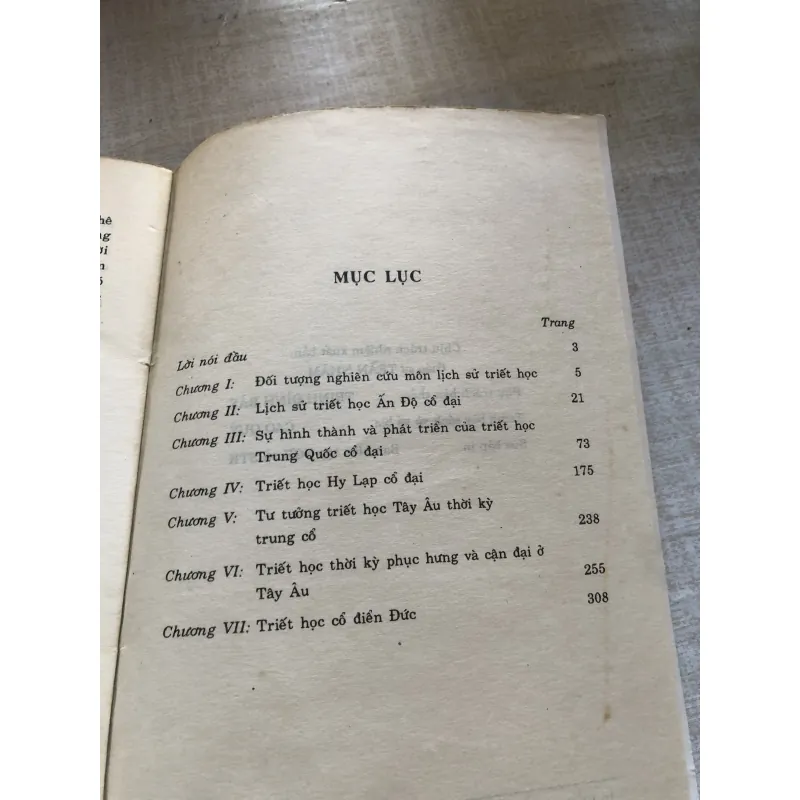 hê
ng
ời
n
MỤC LỤC
Trang
Lời nói đầu 3
Chương I: Đối tượng nghiên cứu môn lịch sử triết học 5
Chương II: Lịch sử triết học Ấn Độ cổ đại 21
Chương III: Sự hình thành và phát triển của triết học
Trung Quốc cổ đại 73
Chương IV: Triết học Hy Lạp cổ đại 175
Chương V: Tư tưởng triết học Tây Âu thời kỳ
trung cổ 238
Chương VI: Triết học thời kỳ phục hưng và cận đại ở
Tây Âu 255
Chương VII: Triết học cổ điển Đức 308